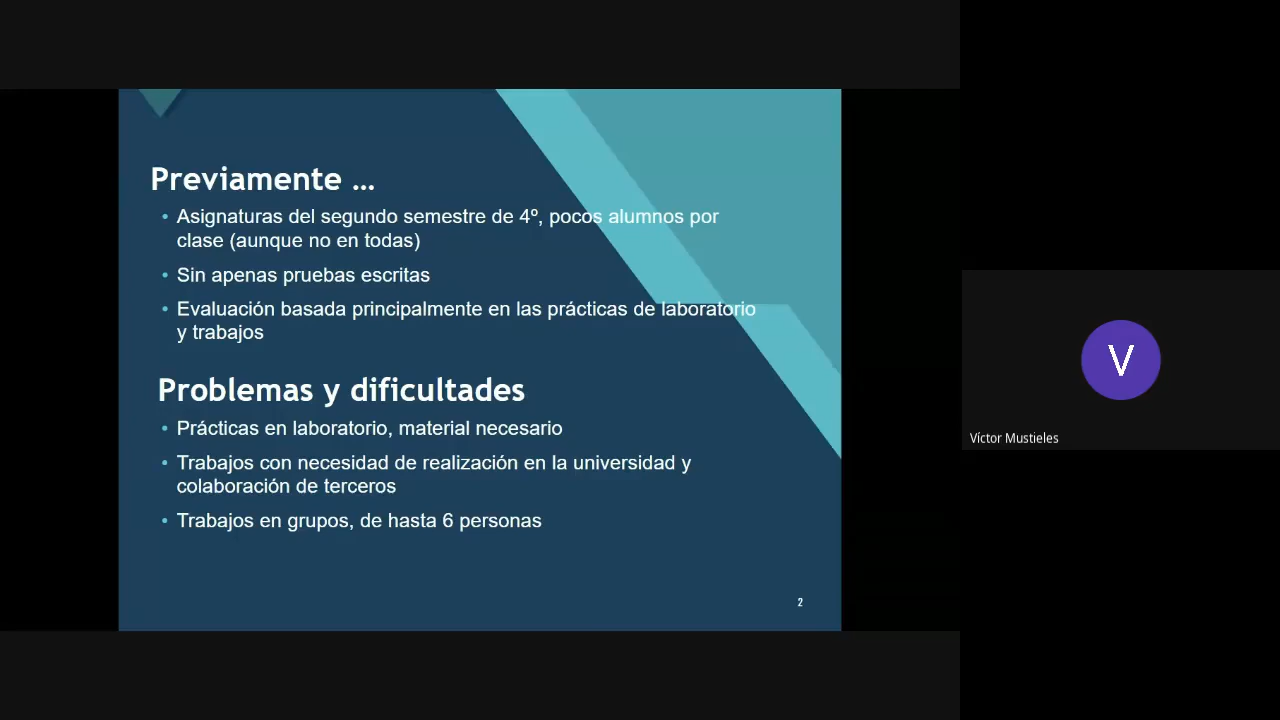 Previamente ...
• Asignaturas del segundo semestre de 4º, pocos alumnos por
clase (aunque no en todas)
• Sin apenas pruebas escritas
• Evaluación basada principalmente en las prácticas de laboratorio
y trabajos
Problemas y dificultades
• Prácticas en laboratorio, material necesario
• Trabajos con necesidad de realización en la universidad y
colaboración de terceros
• Trabajos en grupos, de hasta 6 personas
2
V
Víctor Mustieles